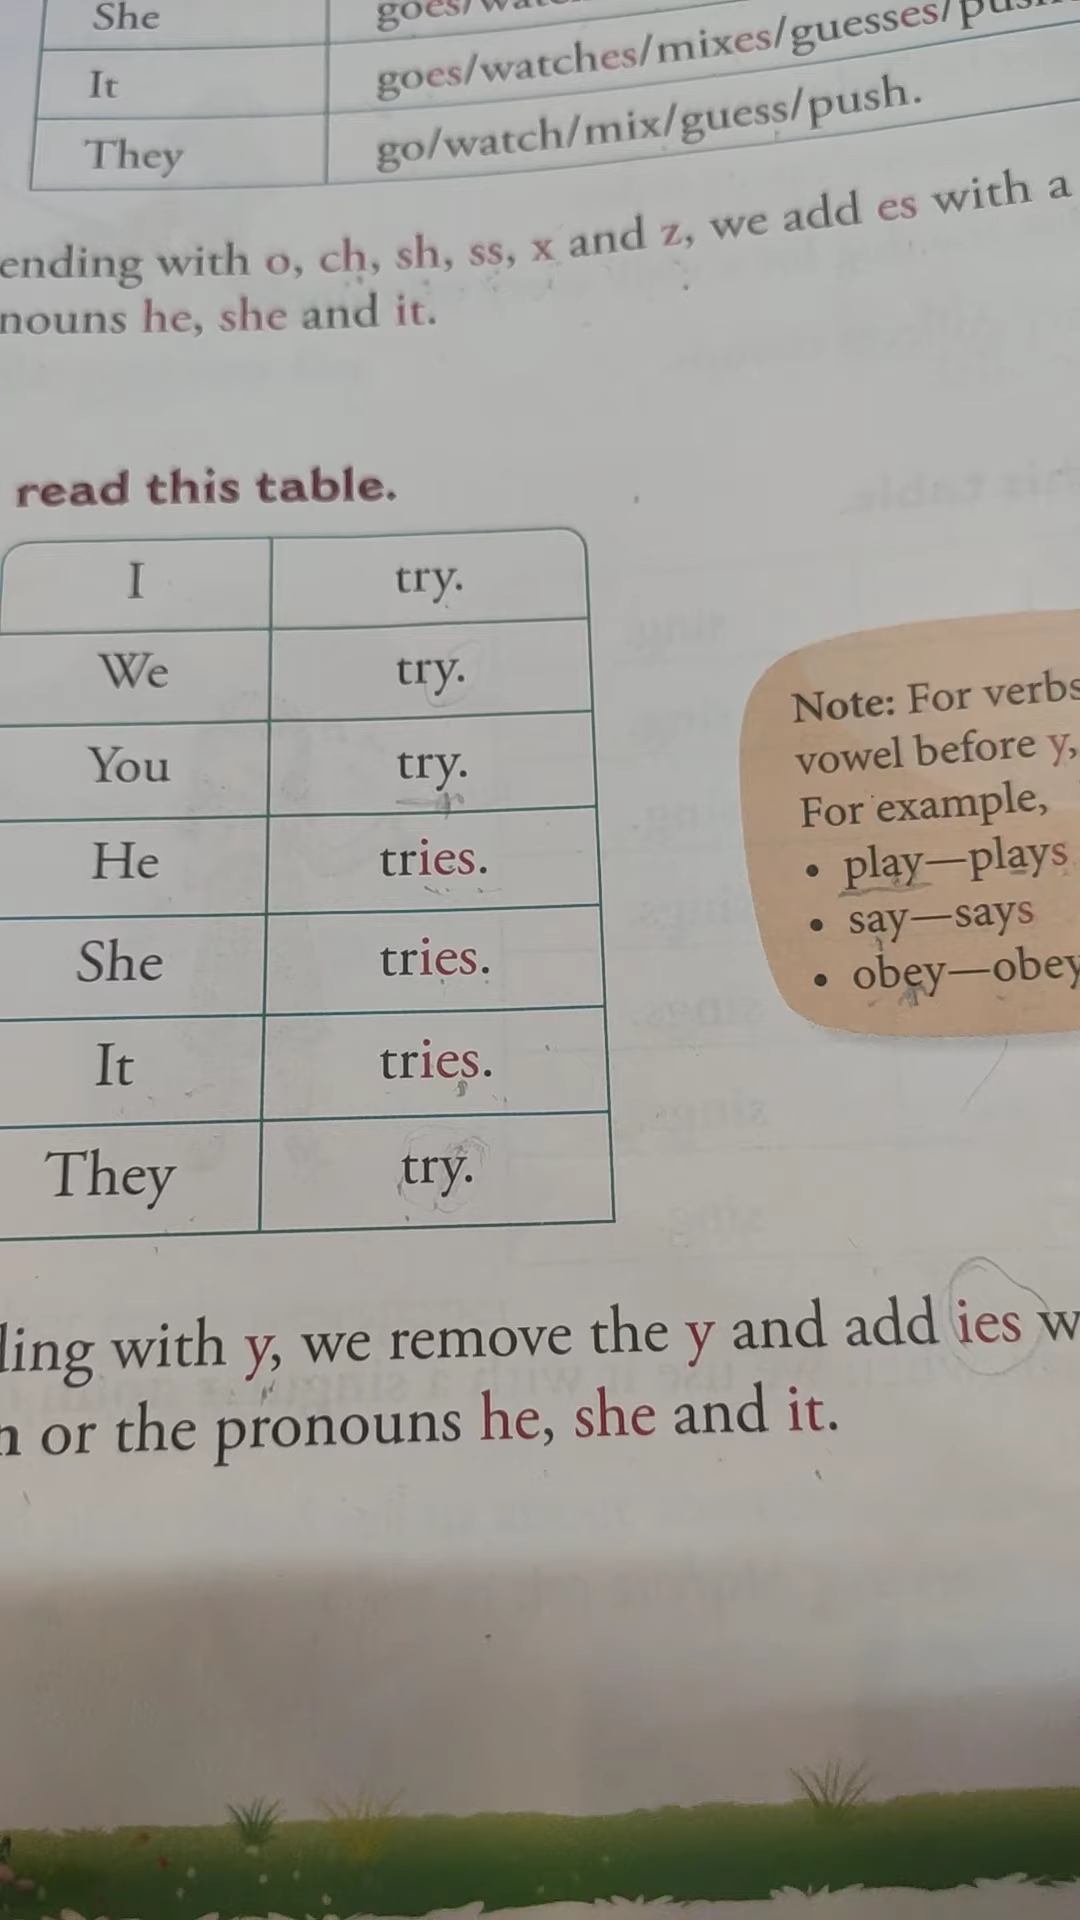 She
It goes/watches/mixes/guesses/
They go/watch/mix/guess/push.
ending with o, ch, sh, ss, x and z, we add es with a
nouns he, she and it.
read this table.
I try.
We try.
You try.
He tries.
She tries.
It tries.
They try.
Note: For verbs
vowel before y,
For example,
• play—plays
• say—says
• obey—obey
ling with y, we remove the y and add ies w
n or the pronouns he, she and it.